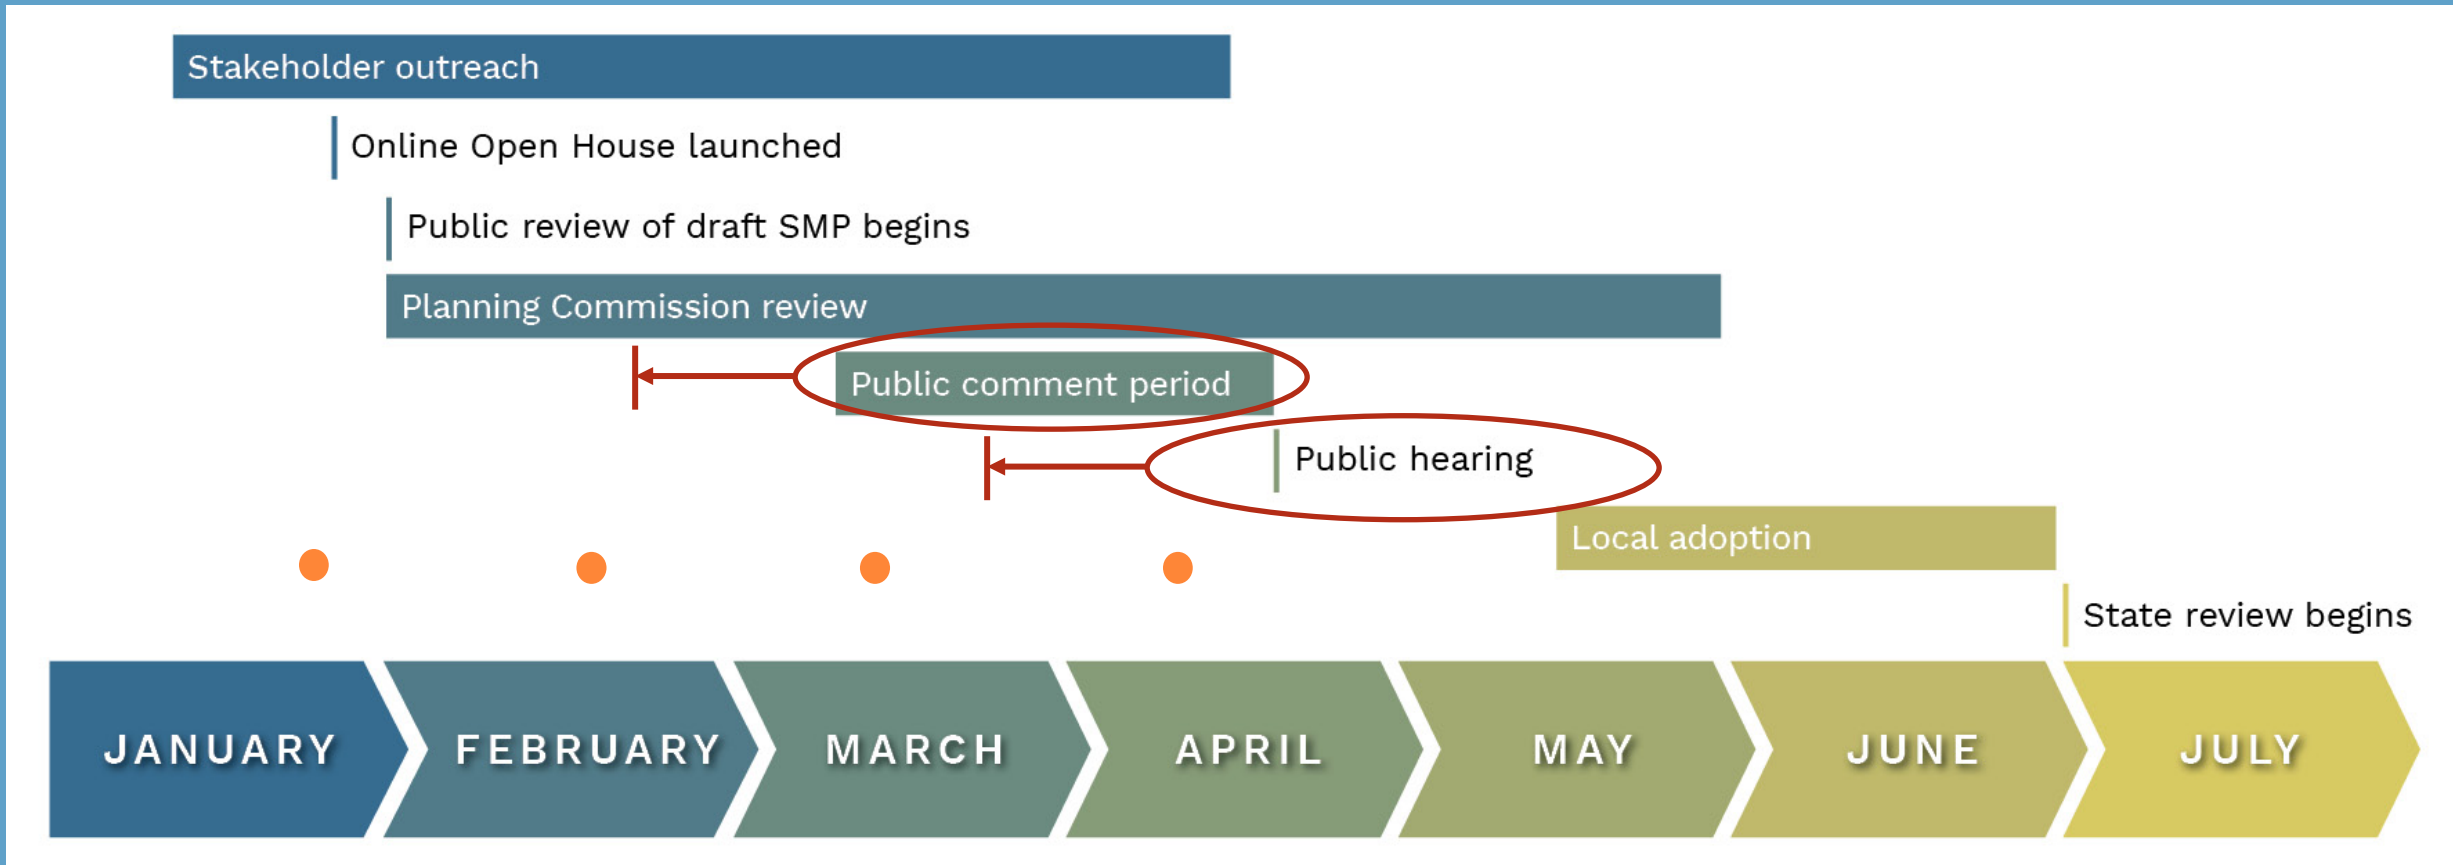 Stakeholder outreach
Online Open House launched
Public review of draft SMP begins
Planning Commission review
Public comment period
Public hearing
Local adoption
State review begins
JANUARY FEBRUARY MARCH APRIL MAY JUNE JULY